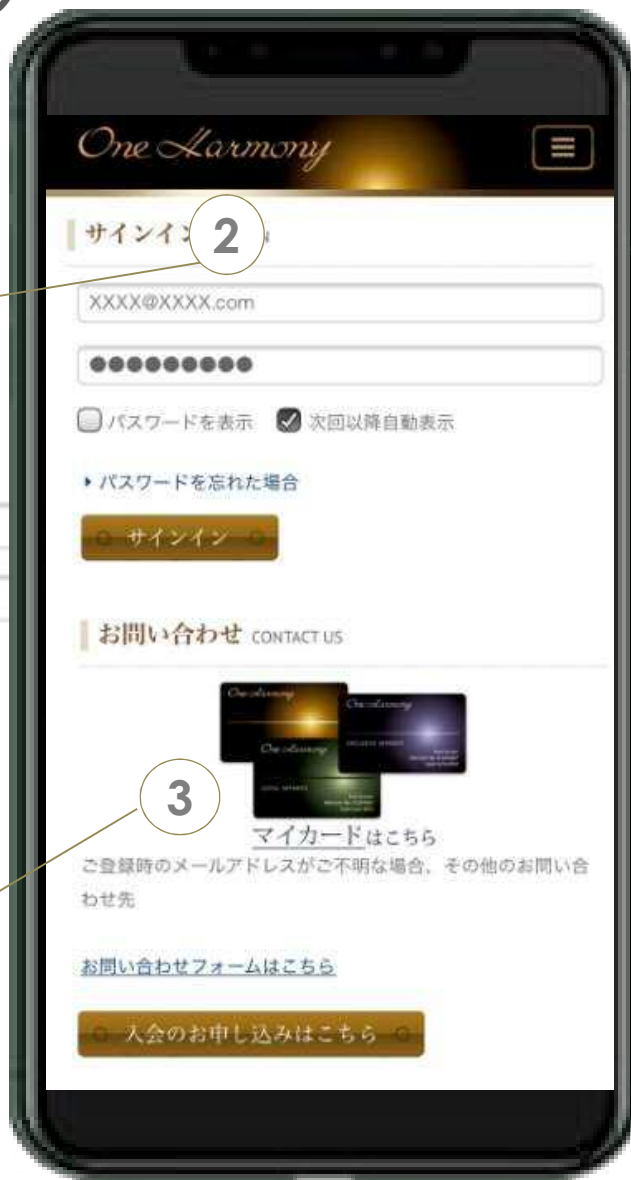 One Harmony
サインイン
2
XXXX@XXXX.com
●●●●●●●●●
パスワードを表示 次回以降自動表示
パスワードを忘れた場合
サインイン
お問い合わせ CONTACT US
One Harmony
One Harmony
One Harmony
3
マイカードはこちら
ご登録時のメールアドレスがご不明な場合、その他のお問い合
わせ先
お問い合わせフォームはこちら
入会のお申し込みはこちら